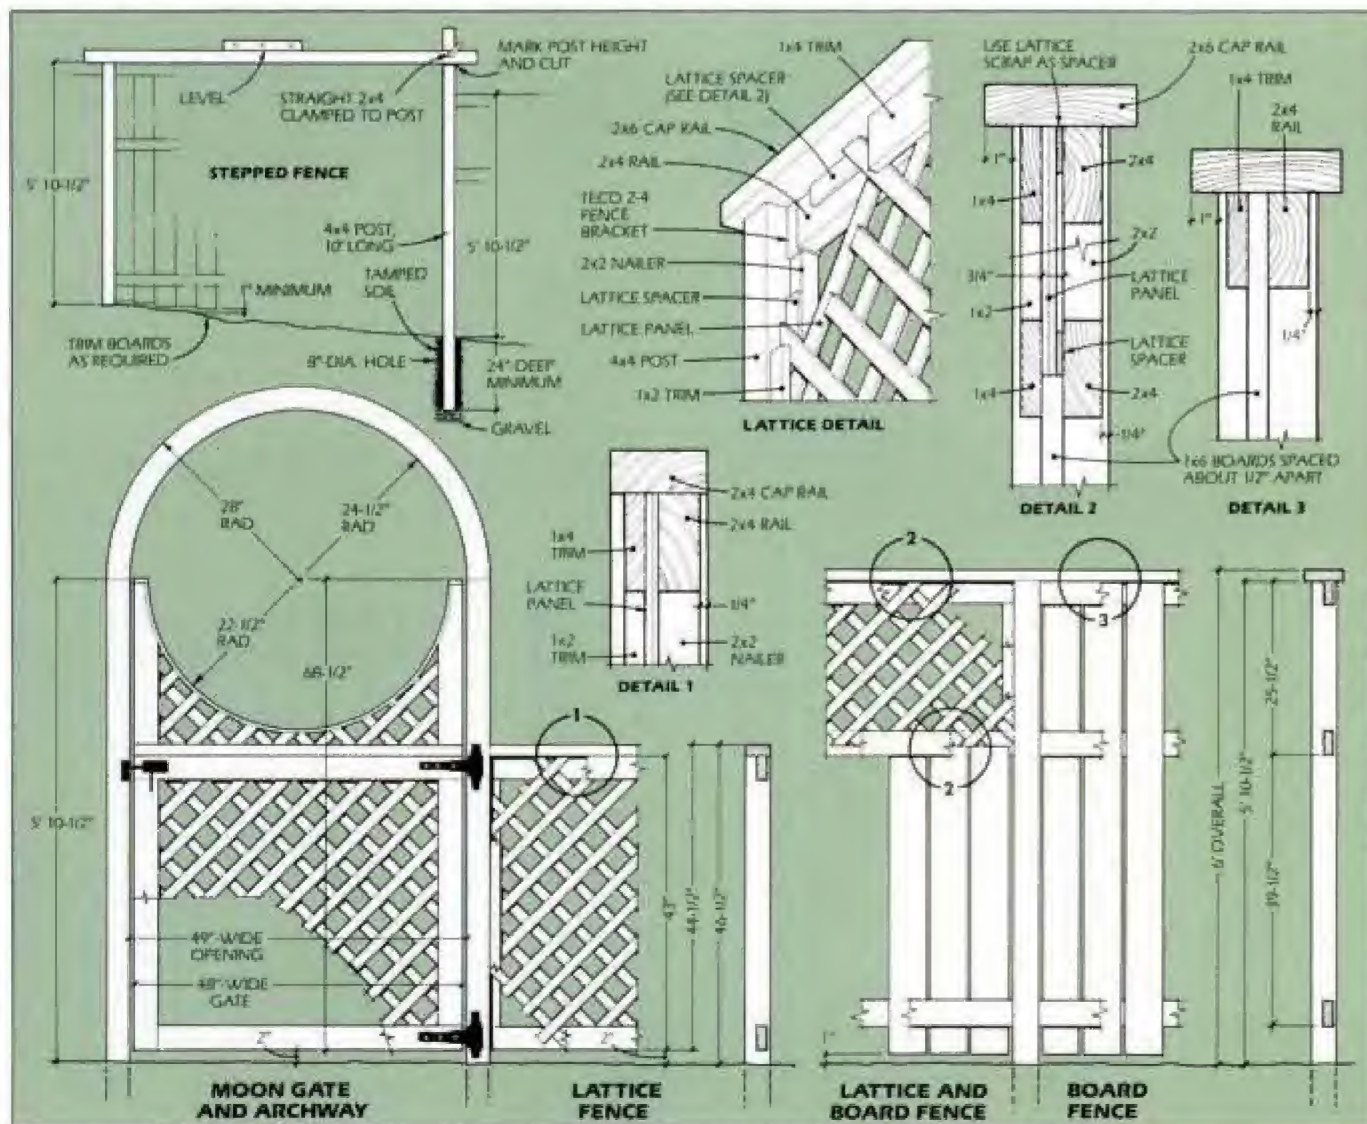 MARK POST HEIGHT
AND CUT
LEVEL
STRAIGHT 2x4
CLAMPED TO POST
5' 10-1/2"
STEPPED FENCE
4x4 POST,
10' LONG
5' 10-1/2"
1" MINIMUM
TAMPED
SOIL
TRIM BOARDS
AS REQUIRED
8"-DIA. HOLE
24"-DEEP
MINIMUM
GRAVEL
1x4 TRIM
LATTICE SPACER
(SEE DETAIL 2)
2x6 CAP RAIL
2x4 RAIL
TECO 2-4
FENCE
BRACKET
2x2 NAILER
LATTICE SPACER
LATTICE PANEL
4x4 POST
1x2 TRIM
LATTICE DETAIL
USE LATTICE
SCRAP AS SPACER
2x6 CAP RAIL
1"
2x4
1x4
2x2
3/4"
LATTICE
PANEL
1x2
LATTICE
SPACER
1x4
2x4
1/4"
DETAIL 2
1x4 TRIM
2x4
RAIL
1"
1/4"
1x6 BOARDS SPACED
ABOUT 1/2" APART
DETAIL 3
2x4 CAP RAIL
2x4 RAIL
1x4
TRIM
LATTICE
PANEL
1/4"
1x2
TRIM
2x2
NAILER
DETAIL 1
28"
RAD
24-1/2"
RAD
22-1/2"
RAD
68-1/2"
5' 10-1/2"
49"-WIDE
OPENING
48"-WIDE
GATE
2"
MOON GATE
AND ARCHWAY
1
2"
43"
44-1/2"
46-1/2"
LATTICE
FENCE
2
3
2
1"
LATTICE AND
BOARD FENCE
BOARD
FENCE
6' OVERALL
5' 10-1/2"
25-1/2"
39-1/2"